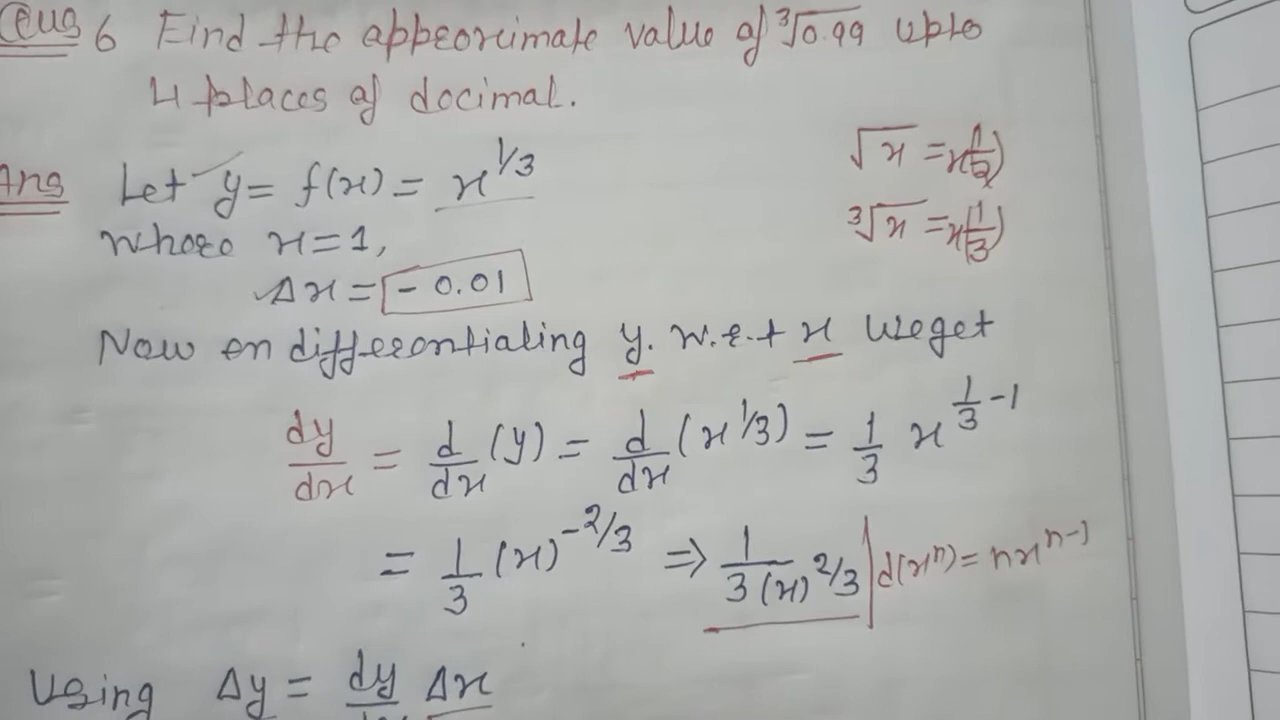 Ques 6 Find the approximate value of ∛0.99 upto
4 places of decimal.
Ans Let y = f(x) = x^1/3
where x = 1,
Δx = -0.01
√x = x(1/2)
∛x = x(1/3)
Now on differentiating y. w.r.t x we get
dy/dx = d/dx (y) = d/dx (x^1/3) = 1/3 x^(1/3 - 1)
= 1/3 (x)^-2/3 ⇒ 1/3(x)^2/3 | d(xⁿ) = nx^n-1
Using Δy = dy/dx Δx